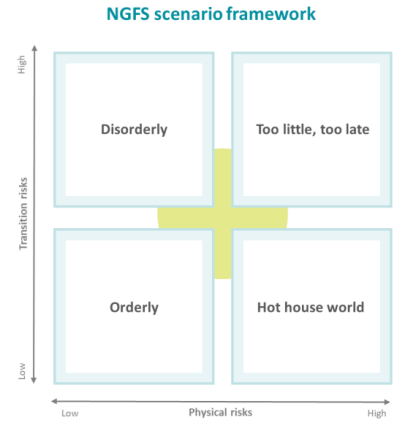 NGFS scenario framework
High
Transition risks
Low
Disorderly
Too little, too late
Orderly
Hot house world
Low
Physical risks
High